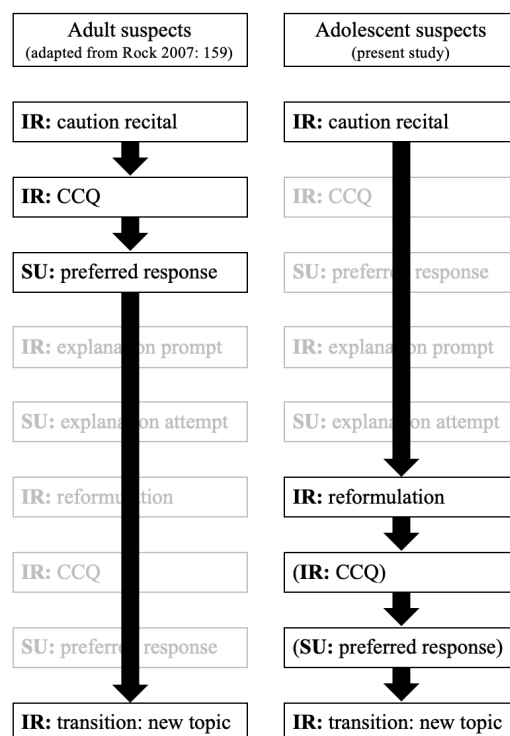 Adult suspects
(adapted from Rock 2007: 159)
IR: caution recital
IR: CCQ
SU: preferred response
IR: explanation prompt
SU: explanation attempt
IR: reformulation
IR: CCQ
SU: preferred response
IR: transition: new topic
Adolescent suspects
(present study)
IR: caution recital
IR: CCQ
SU: preferred response
IR: explanation prompt
SU: explanation attempt
IR: reformulation
(IR: CCQ)
(SU: preferred response)
IR: transition: new topic